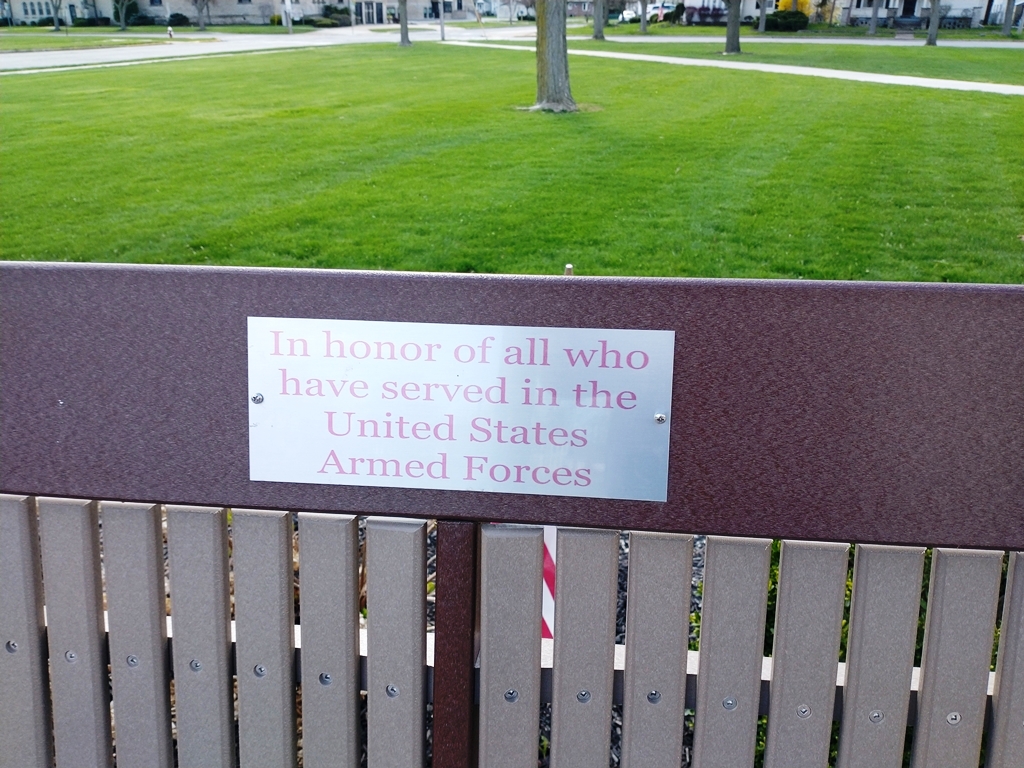 In honor of all who
have served in the
United States
Armed Forces